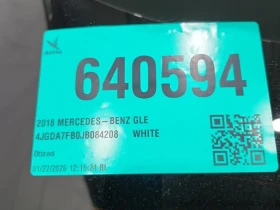 640594
2018 MERCEDES-BENZ GLE
4JGDA7FB0JB084208 WHITE
Ottawa